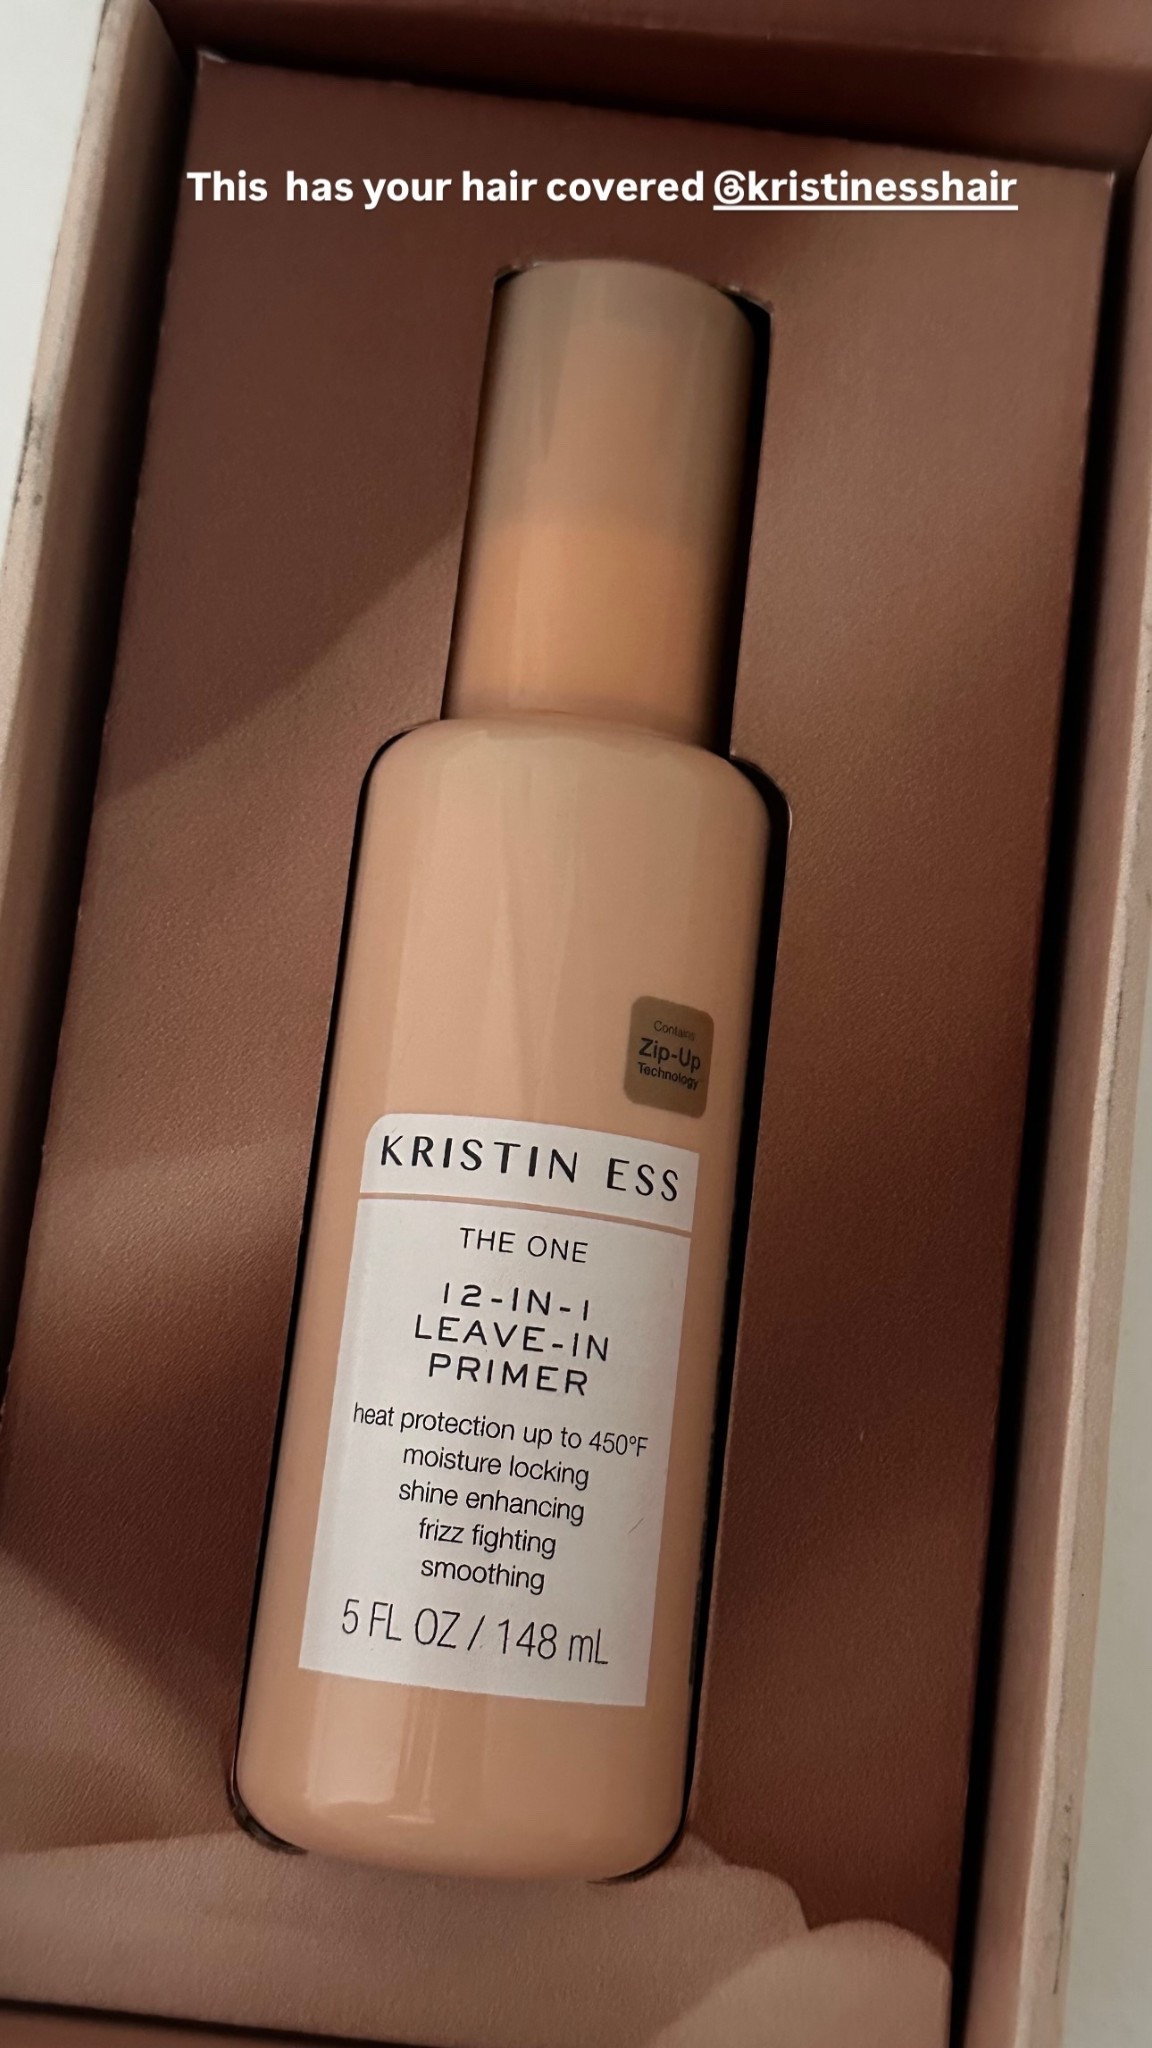 This  has your hair covered @kristinesshair
Contains
Zip-Up
Technology
KRISTIN ESS
THE ONE
12-IN-1
LEAVE-IN
PRIMER
heat protection up to 450°F
moisture locking
shine enhancing
frizz fighting
smoothing
5 FL OZ / 148 mL